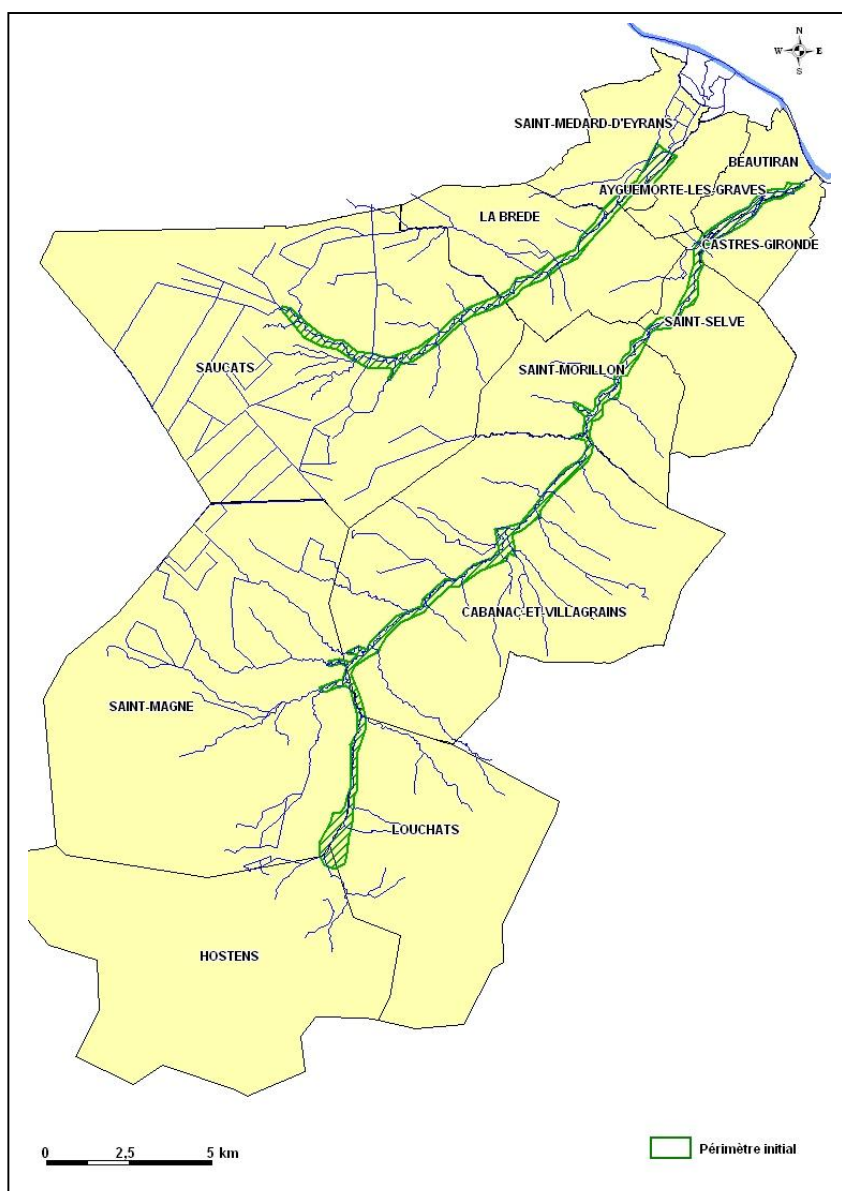 N
W E
S
SAINT-MEDARD-D'EYRANS
BEAUTIRAN
AYGUEMORTE-LES-GRAVES
LA BREDE
CASTRES-GIRONDE
SAINT-SELVE
SAUCATS
SAINT-MORILLON
CABANAC-ET-VILLAGRAINS
SAINT-MAGNE
LOUCHATS
HOSTENS
0 2,5 5 km
Périmètre initial